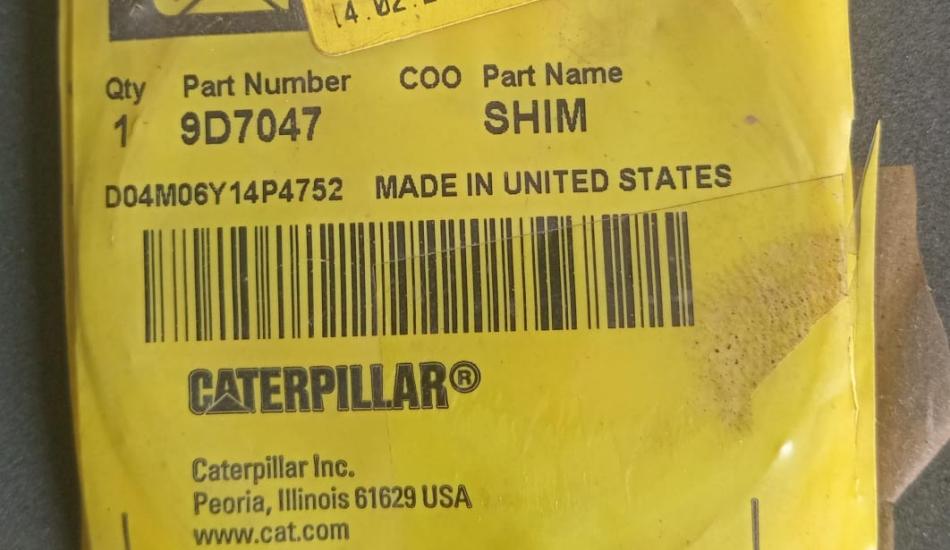 Qty Part Number COO Part Name
1 9D7047 SHIM
D04M06Y14P4752 MADE IN UNITED STATES
CATERPILLAR®
Caterpillar Inc.
Peoria, Illinois 61629 USA
www.cat.com